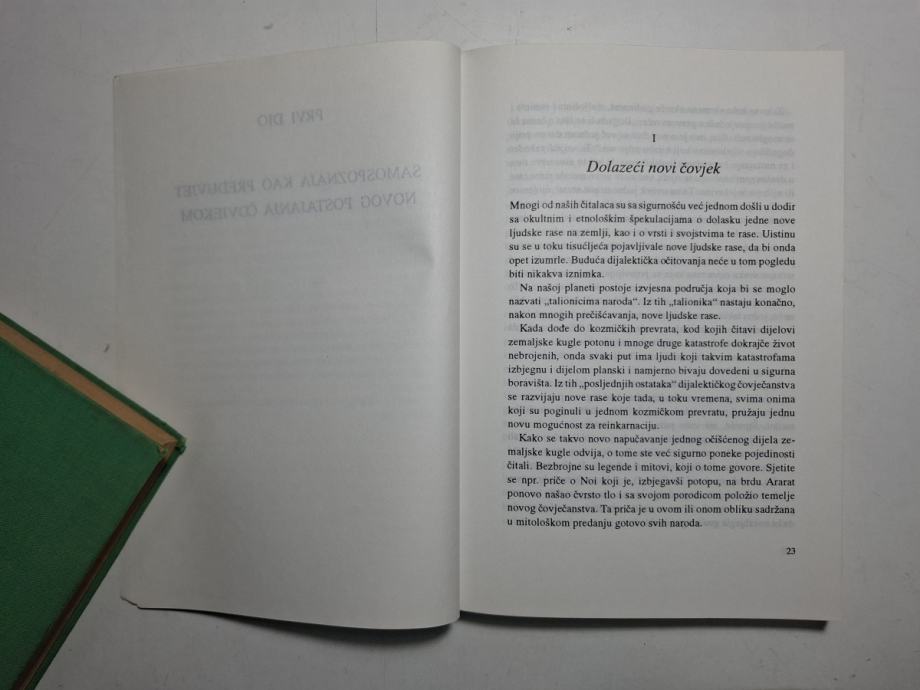 PRVI DIO
SAMOSPOZNAJA KAO PREDUVJET
NOVOG POSTAJANJA ČOVJEKOM
I
Dolazeći novi čovjek
Mnogi od naših čitalaca su sa sigurnošću već jednom došli u dodir
sa okultnim i etnološkim špekulacijama o dolasku jedne nove
ljudske rase na zemlji, kao i o vrsti i svojstvima te rase. Uistinu
su se u toku tisućljeća pojavljivale nove ljudske rase, da bi onda
opet izumrle. Buduća dijalektička očitovanja neće u tom pogledu
biti nikakva iznimka.
Na našoj planeti postoje izvjesna područja koja bi se moglo
nazvati „talionicima naroda“. Iz tih „talionika“ nastaju konačno,
nakon mnogih prečišćavanja, nove ljudske rase.
Kada dođe do kozmičkih prevrata, kod kojih čitavi dijelovi
zemaljske kugle potonu i mnoge druge katastrofe dokrajče život
nebrojenih, onda svaki put ima ljudi koji takvim katastrofama
izbjegnu i dijelom planski i namjerno bivaju dovedeni u sigurna
boravišta. Iz tih „posljednjih ostataka“ dijalektičkog čovječanstva
se razvijaju nove rase koje tada, u toku vremena, svima onima
koji su poginuli u jednom kozmičkom prevratu, pružaju jednu
novu mogućnost za reinkarnaciju.
Kako se takvo novo napučavanje jednog očišćenog dijela ze-
maljske kugle odvija, o tome ste već sigurno poneke pojedinosti
čitali. Bezbrojne su legende i mitovi, koji o tome govore. Sjetite
se npr. priče o Noi koji je, izbjegavši potopu, na brdu Ararat
ponovo našao čvrsto tlo i sa svojom porodicom položio temelje
novog čovječanstva. Ta priča je u ovom ili onom obliku sadržana
u mitološkom predanju gotovo svih naroda.
23